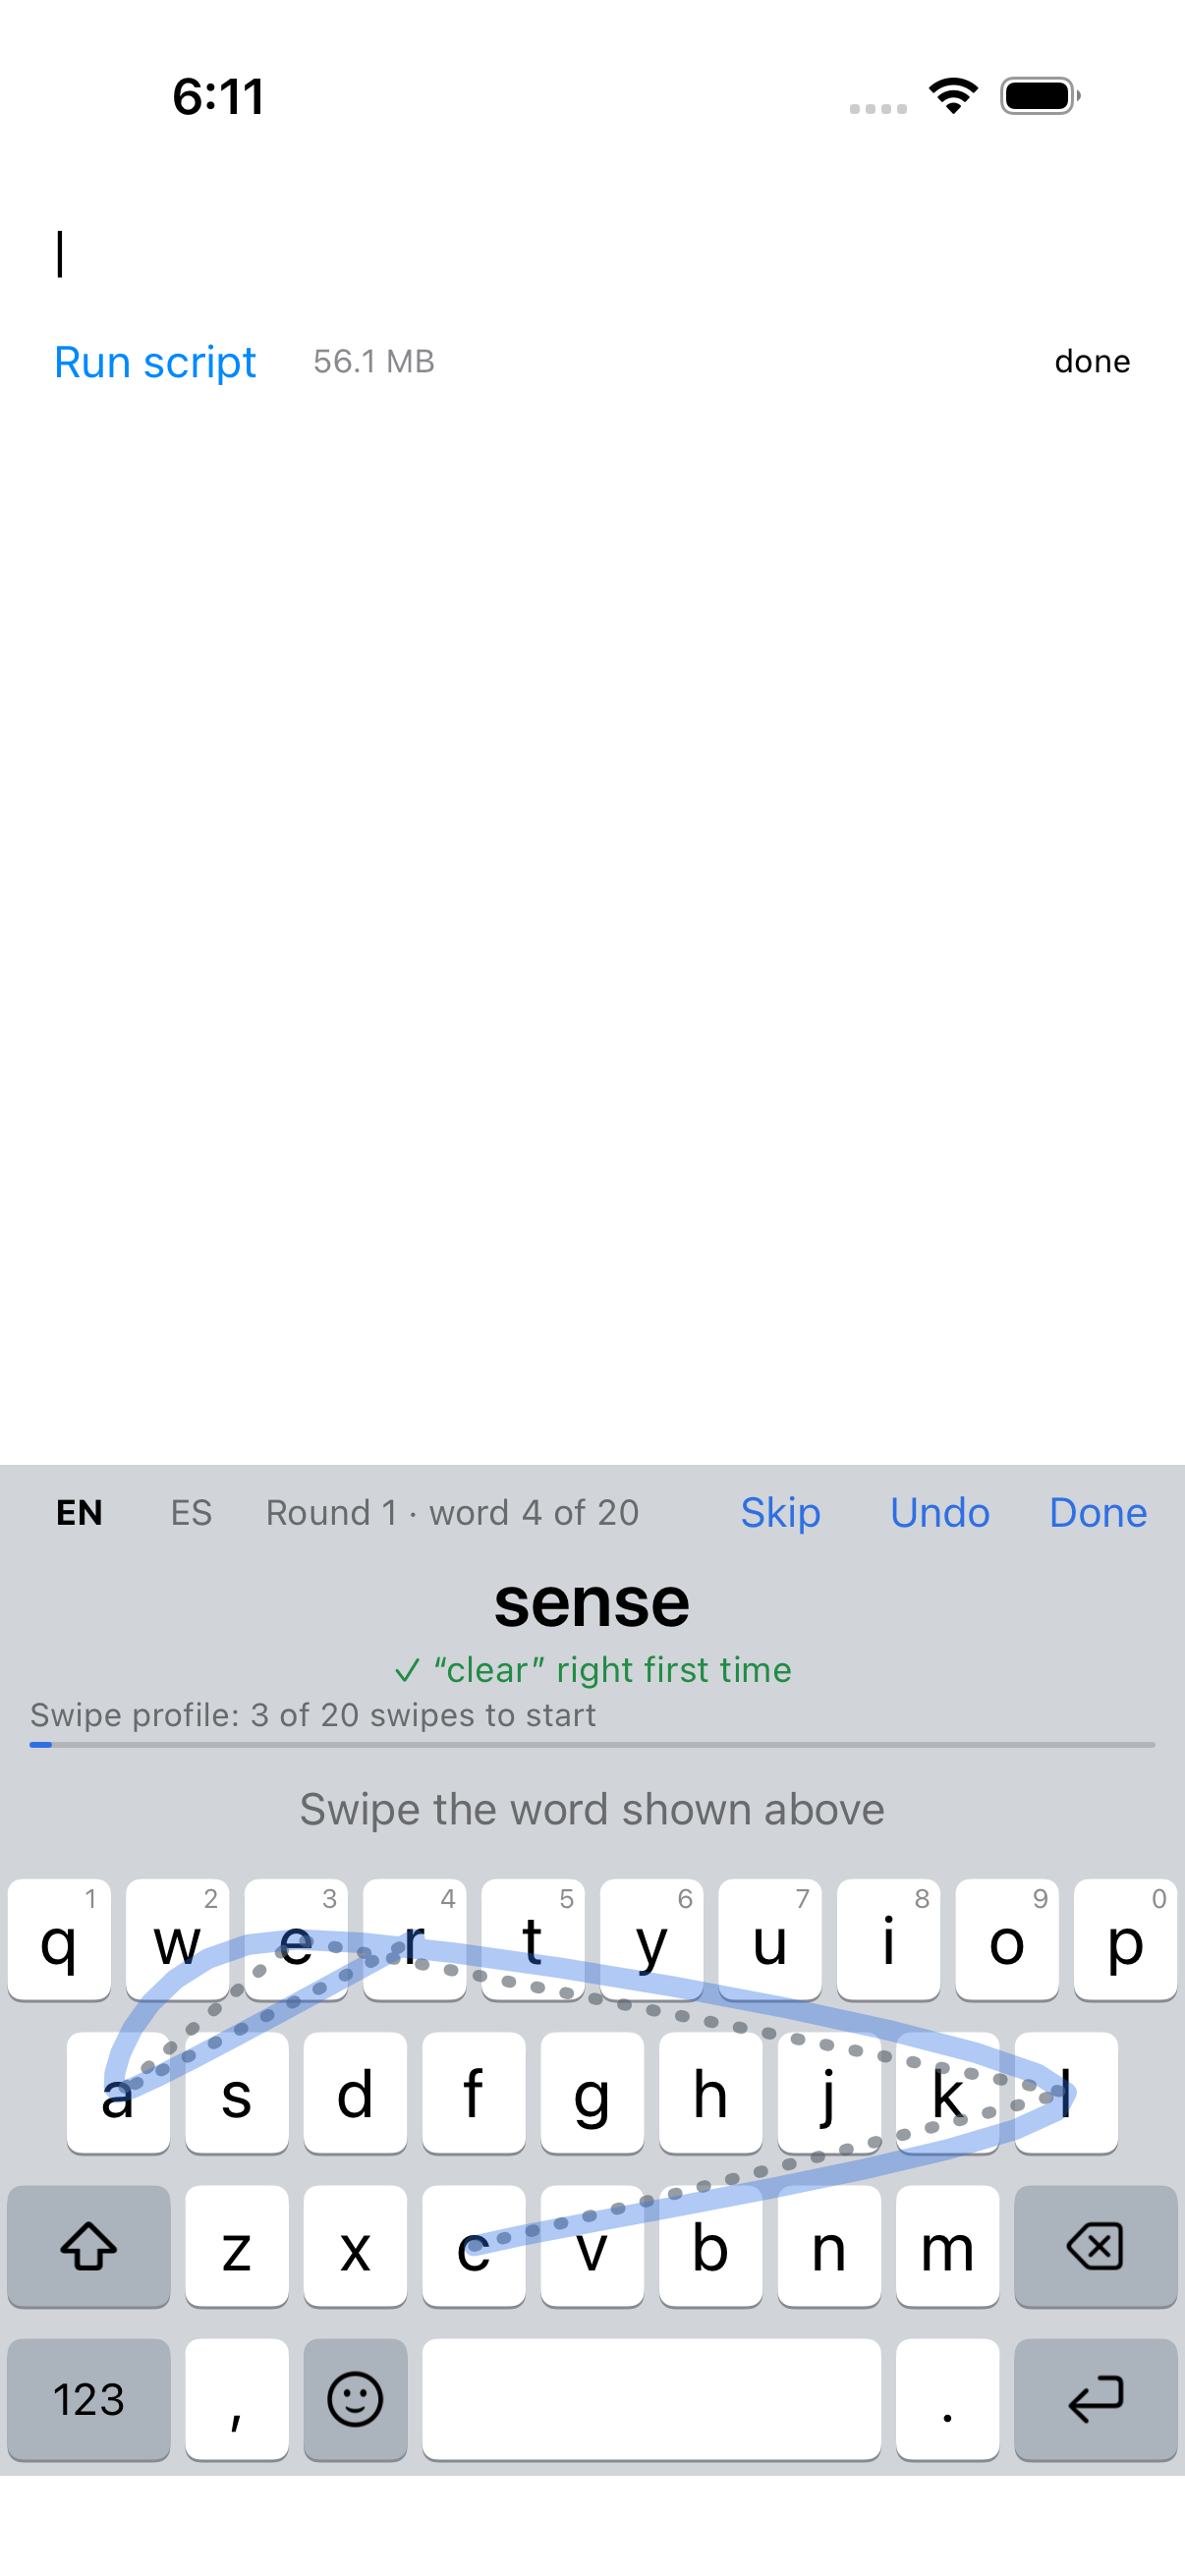 6:11
Run script 56.1 MB done
EN ES Round 1 · word 4 of 20 Skip Undo Done
sense
✓ “clear” right first time
Swipe profile: 3 of 20 swipes to start
Swipe the word shown above
1 2 3 4 5 6 7 8 9 0
q w e r t y u i o p
a s d f g h j k l
z x c v b n m
123 , .